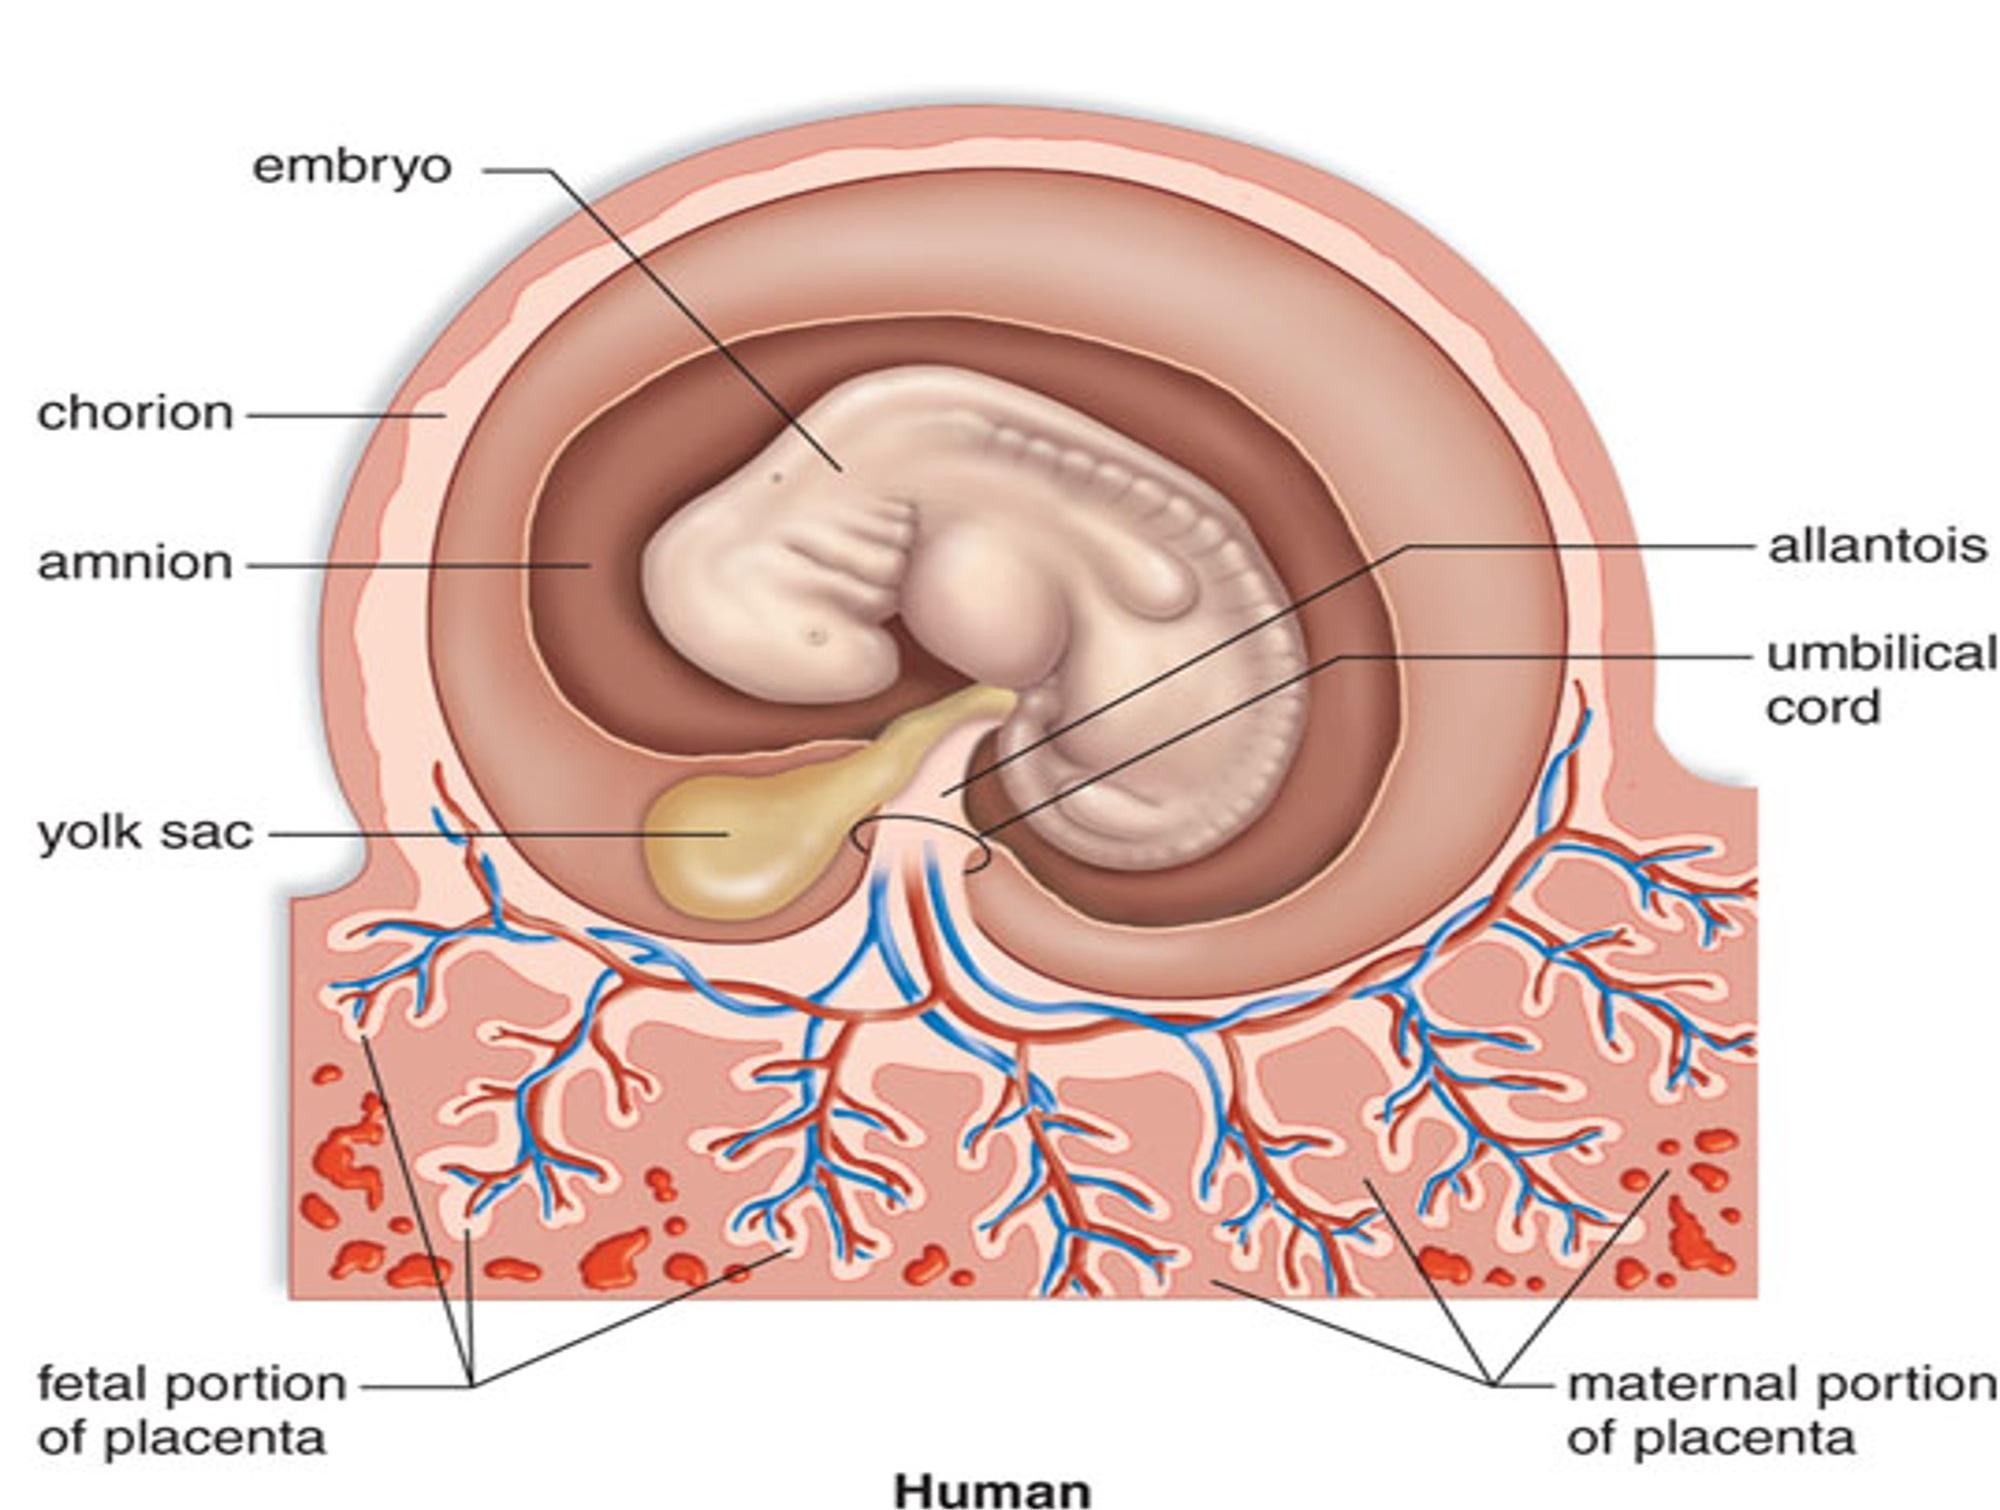 embryo
chorion
amnion
allantois
umbilical
cord
yolk sac
fetal portion
of placenta
maternal portion
of placenta
Human